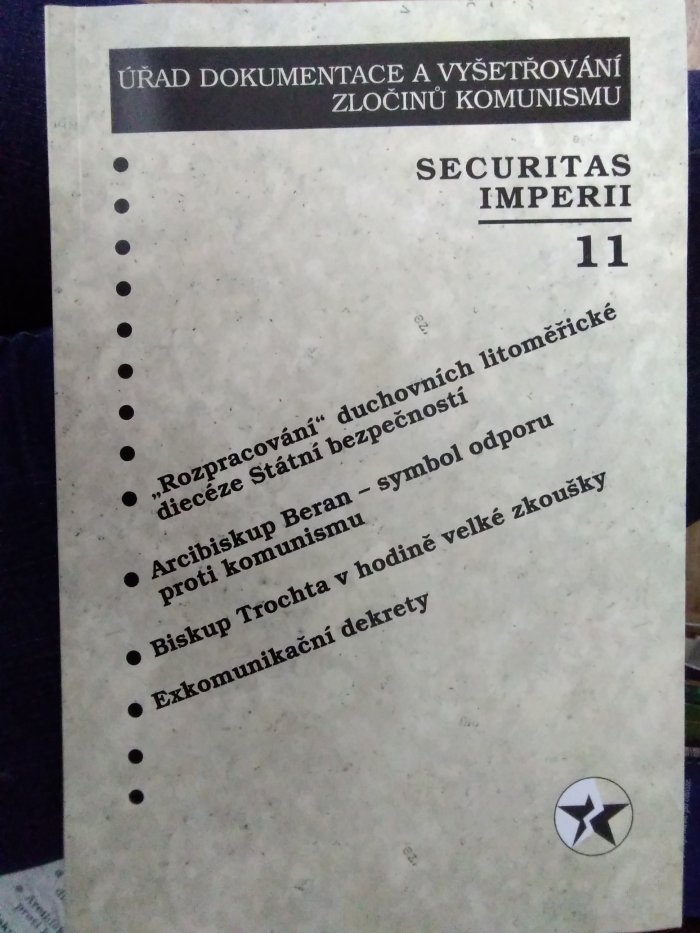 ÚŘAD DOKUMENTACE A VYŠETŘOVÁNÍ
ZLOČINŮ KOMUNISMU
SECURITAS
IMPERII
11
„Rozpracování“ duchovních litoměřické
diecéze Státní bezpečností
Arcibiskup Beran – symbol odporu
proti komunismu
Biskup Trochta v hodině velké zkoušky
Exkomunikační dekrety